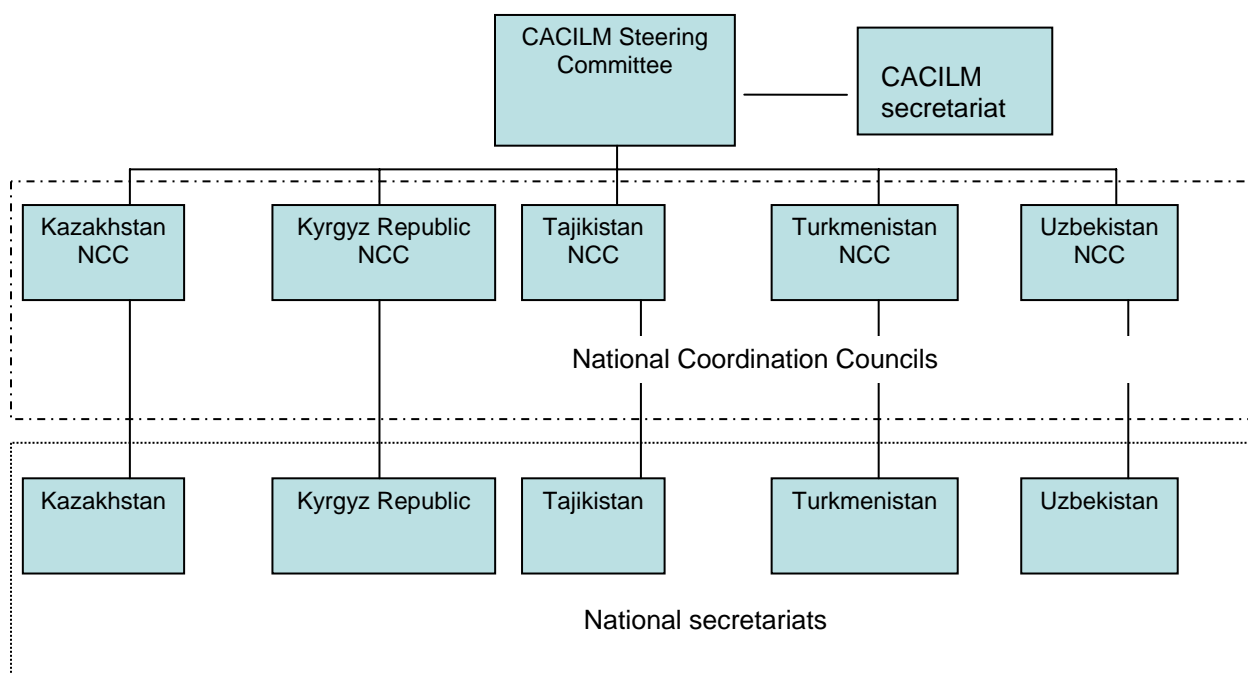 CACILM Steering
Committee
CACILM
secretariat
Kazakhstan
NCC
Kyrgyz Republic
NCC
Tajikistan
NCC
Turkmenistan
NCC
Uzbekistan
NCC
National Coordination Councils
Kazakhstan
Kyrgyz Republic
Tajikistan
Turkmenistan
Uzbekistan
National secretariats